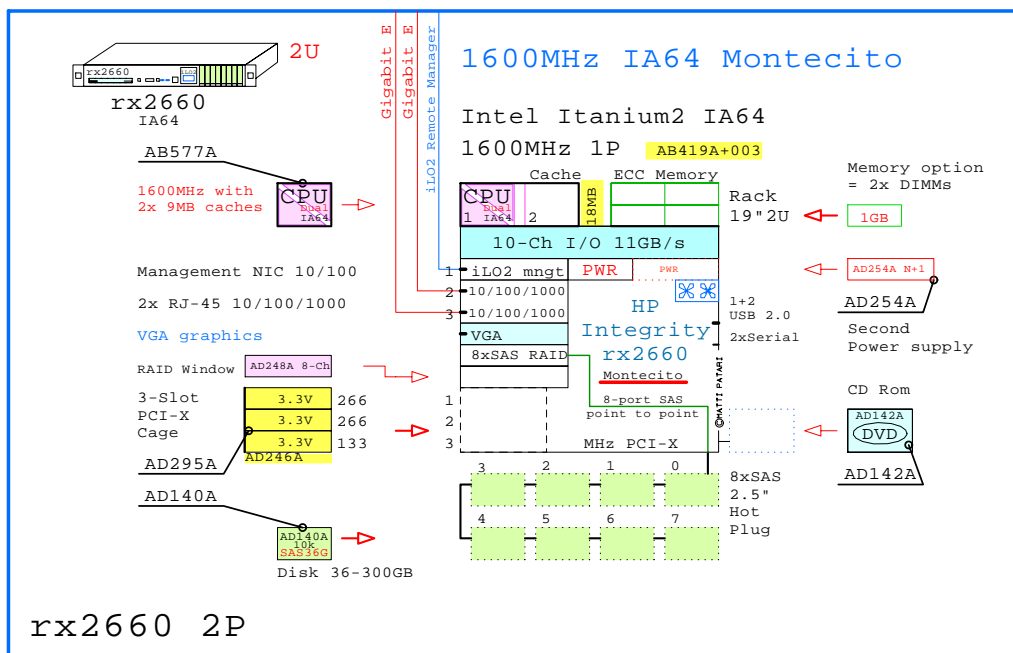 2U
rx2660
iLO2
rx2660
IA64
AB577A
1600MHz with
2x 9MB caches
CPU
Dual
IA64
Gigabit E
Gigabit E
iLO2 Remote Manager
1600MHz IA64 Montecito
Intel Itanium2 IA64
1600MHz 1P
AB419A+003
Cache
ECC Memory
CPU
Dual
1 IA64 2
18MB
Rack
19"2U
Memory option
= 2x DIMMs
1GB
10-Ch I/O 11GB/s
Management NIC 10/100
2x RJ-45 10/100/1000
VGA graphics
1 iLO2 mngt
PWR
PWR
2 10/100/1000
3 10/100/1000
VGA
8xSAS RAID
HP
Integrity
rx2660
Montecito
8-port SAS
point to point
1+2
USB 2.0
2xSerial
©MATTI PATARI
AD254A N+1
AD254A
Second
Power supply
RAID Window
AD248A 8-Ch
3-Slot
PCI-X
Cage
3.3V 266
3.3V 266
3.3V 133
AD246A
AD295A
1
2
3
MHz PCI-X
CD Rom
AD142A
DVD
AD142A
AD140A
AD140A
10k
SAS36G
Disk 36-300GB
3 2 1 0
4 5 6 7
8xSAS
2.5"
Hot
Plug
rx2660 2P